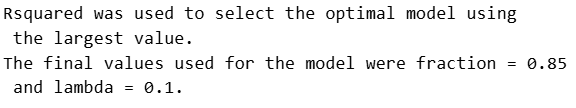 Rsquared was used to select the optimal model using
 the largest value.
The final values used for the model were fraction = 0.85
 and lambda = 0.1.